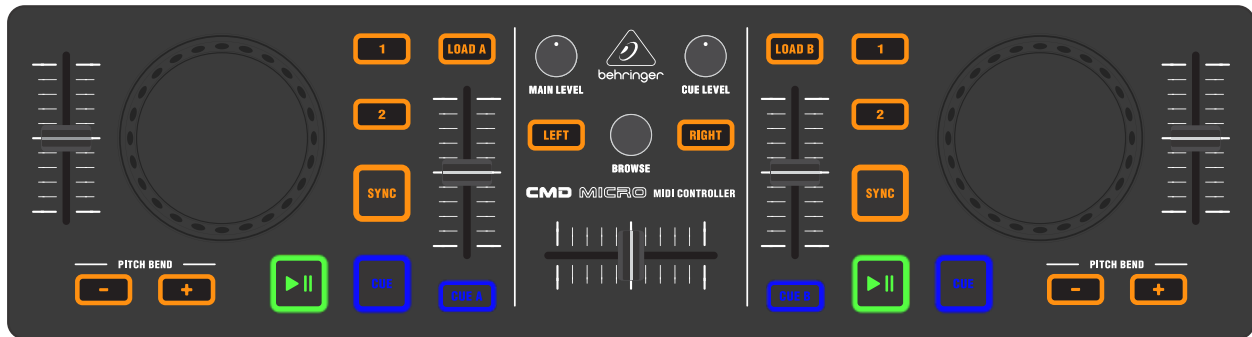 1
LOAD A
2
SYNC
PITCH BEND
-
+
CUE
CUE A
behringer
MAIN LEVEL
CUE LEVEL
LEFT
RIGHT
BROWSE
CMD MICRO MIDI CONTROLLER
LOAD B
1
2
SYNC
CUE B
CUE
PITCH BEND
-
+